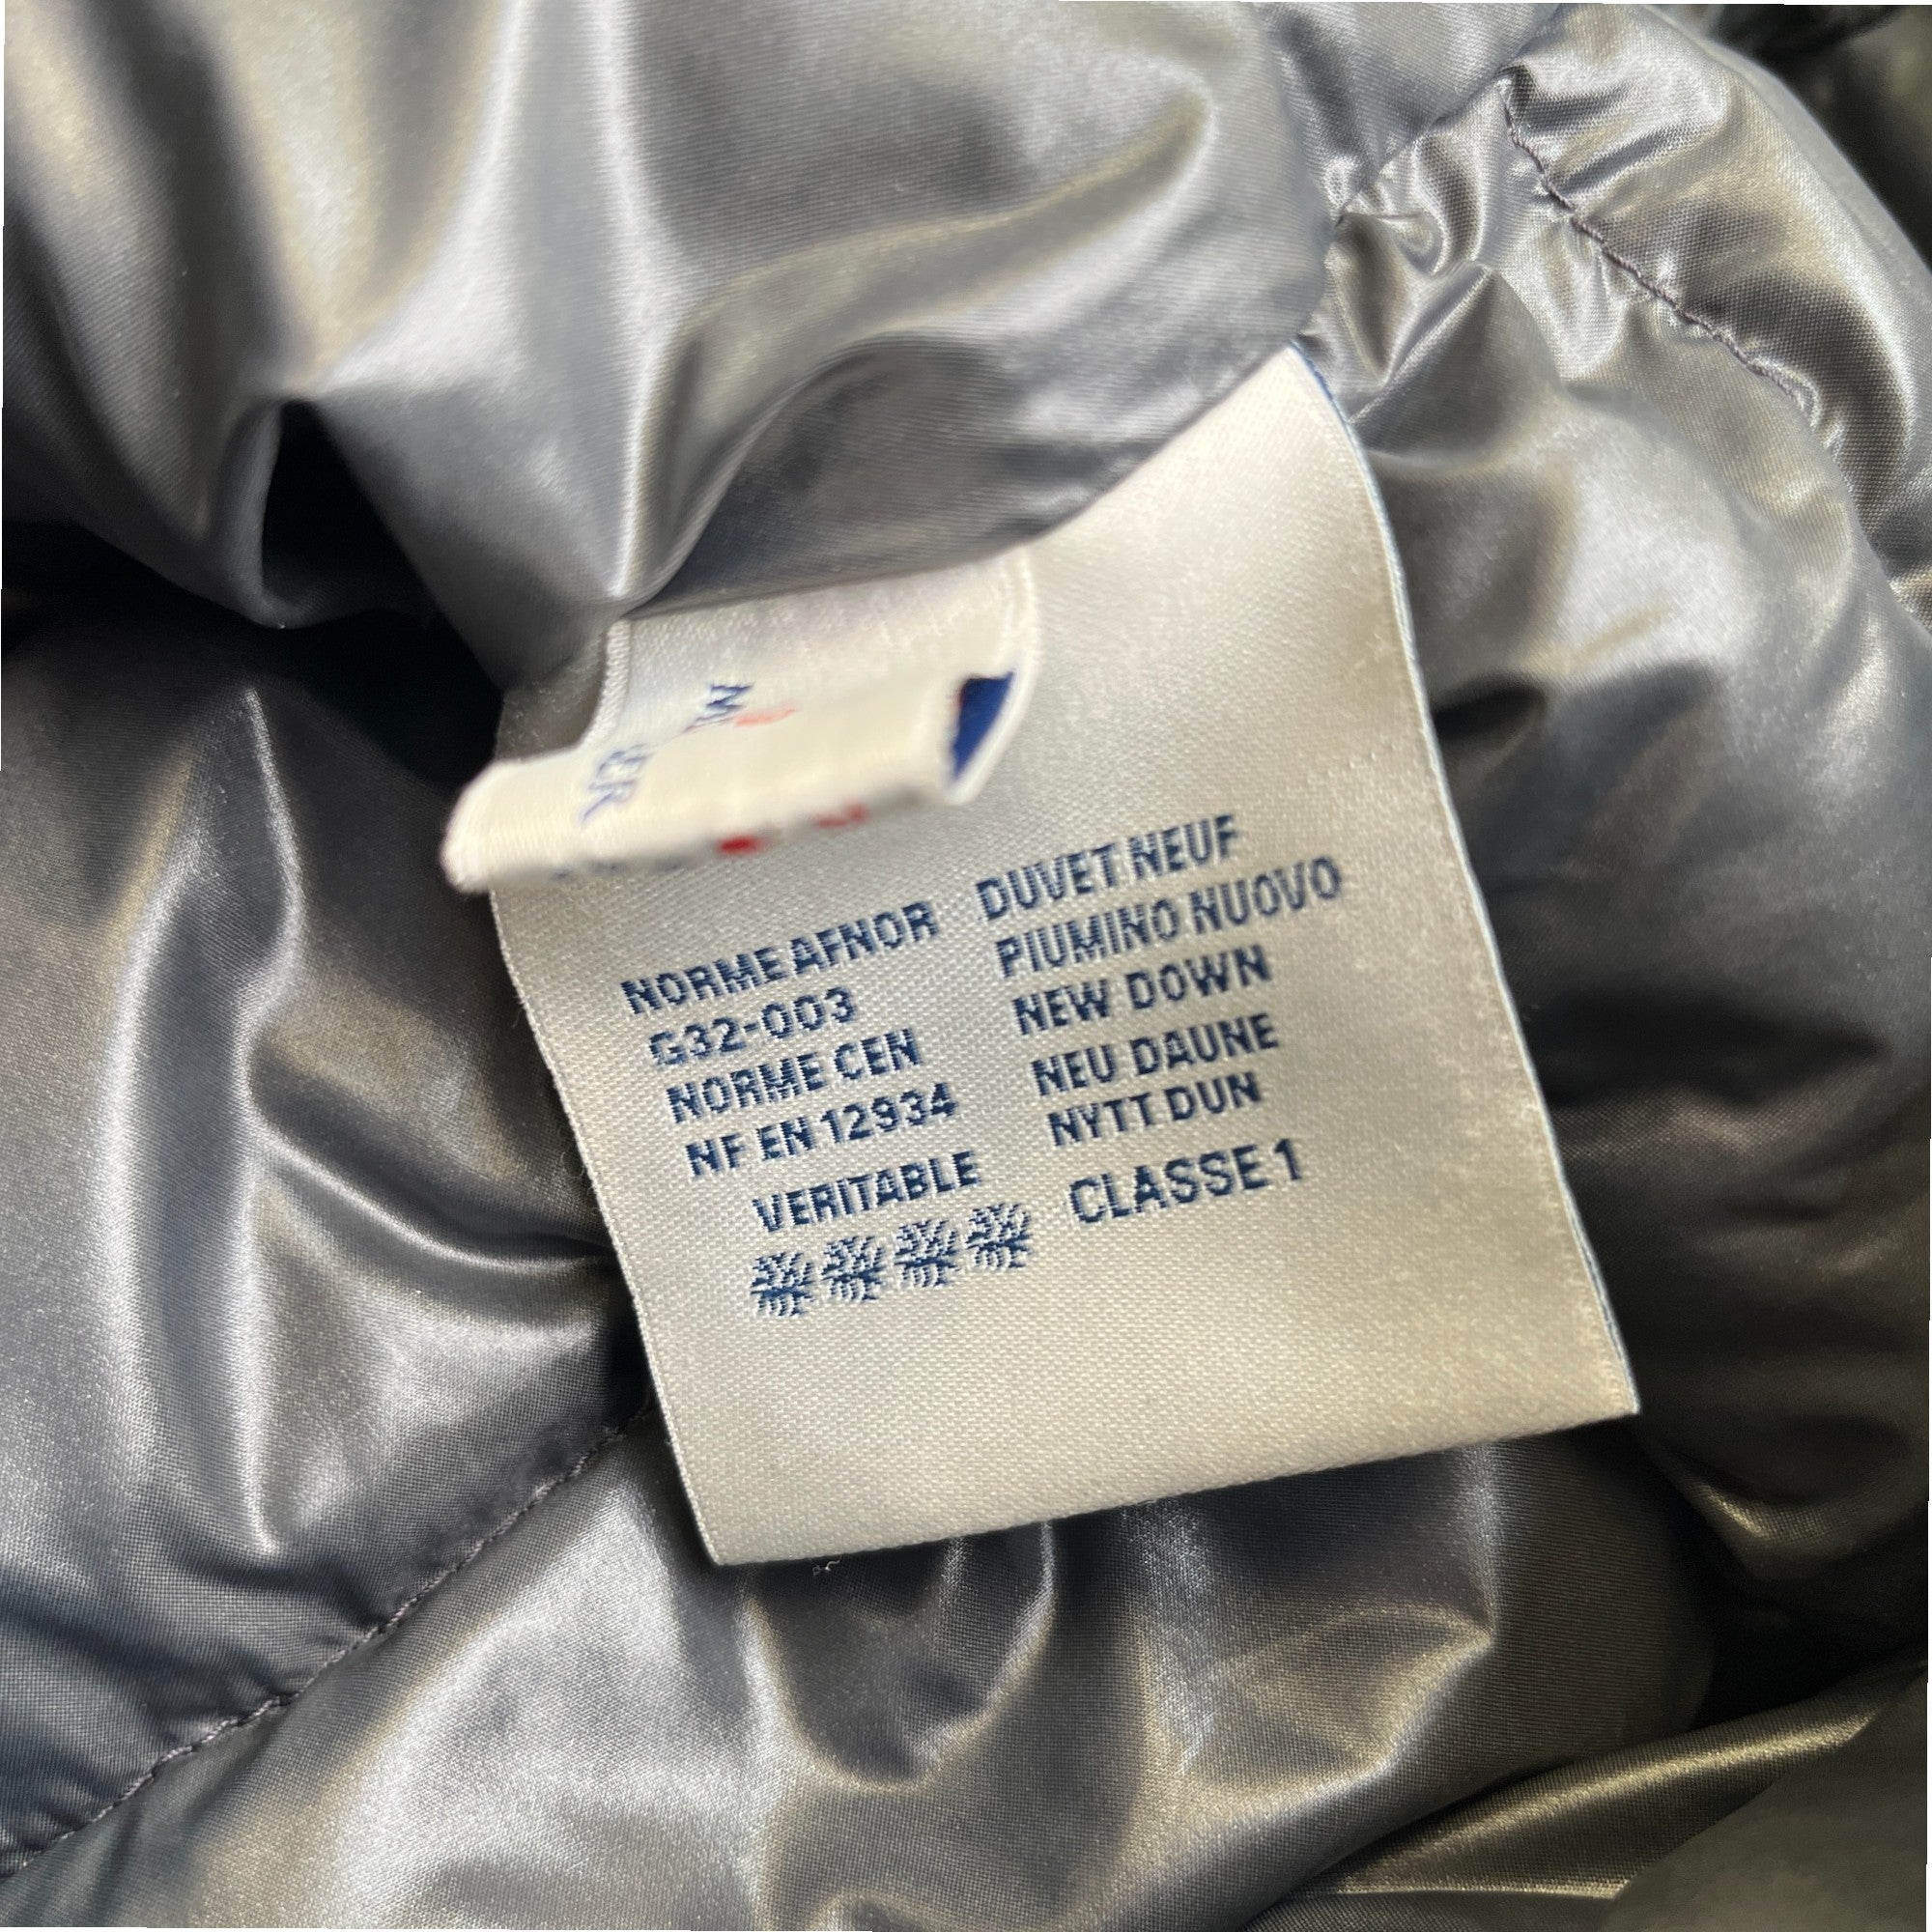 NORME AFNOR
G32-003
NORME CEN
NF EN 12934
VERITABLE
DUVET NEUF
PIUMINO NUOVO
NEW DOWN
NEU DAUNE
NYTT DUN
CLASSE 1